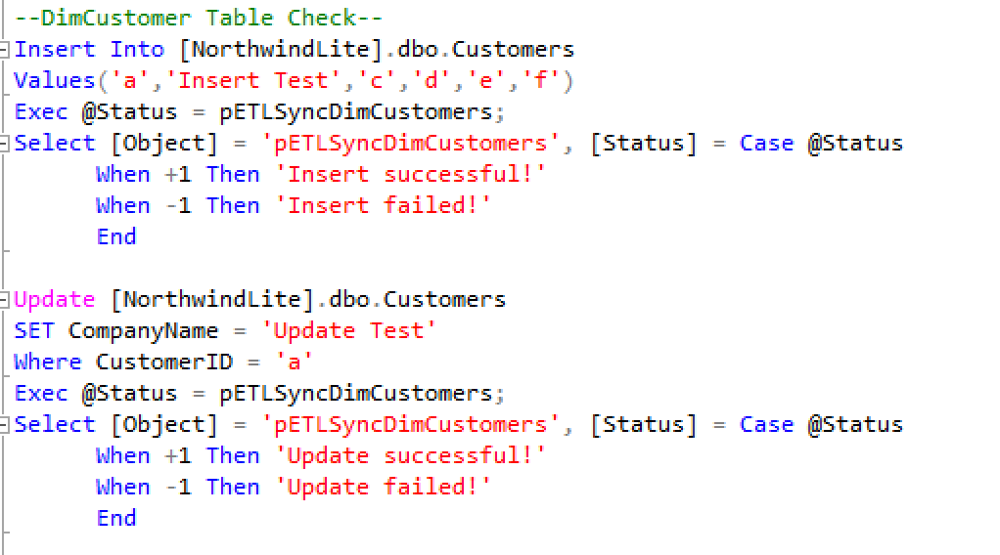 --DimCustomer Table Check--
Insert Into [NorthwindLite].dbo.Customers
Values('a','Insert Test','c','d','e','f')
Exec @Status = pETLSyncDimCustomers;
Select [Object] = 'pETLSyncDimCustomers', [Status] = Case @Status
When +1 Then 'Insert successful!'
When -1 Then 'Insert failed!'
End
Update [NorthwindLite].dbo.Customers
SET CompanyName = 'Update Test'
Where CustomerID = 'a'
Exec @Status = pETLSyncDimCustomers;
Select [Object] = 'pETLSyncDimCustomers', [Status] = Case @Status
When +1 Then 'Update successful!'
When -1 Then 'Update failed!'
End